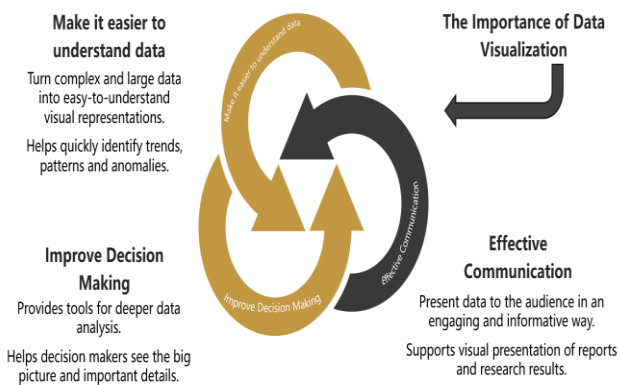 Make it easier to
understand data
Turn complex and large data
into easy-to-understand
visual representations.
Helps quickly identify trends,
patterns and anomalies.
Make it easier to understand data
The Importance of Data
Visualization
Effective Communication
Improve Decision Making
Improve Decision
Making
Provides tools for deeper data
analysis.
Helps decision makers see the big
picture and important details.
Effective
Communication
Present data to the audience in an
engaging and informative way.
Supports visual presentation of reports
and research results.